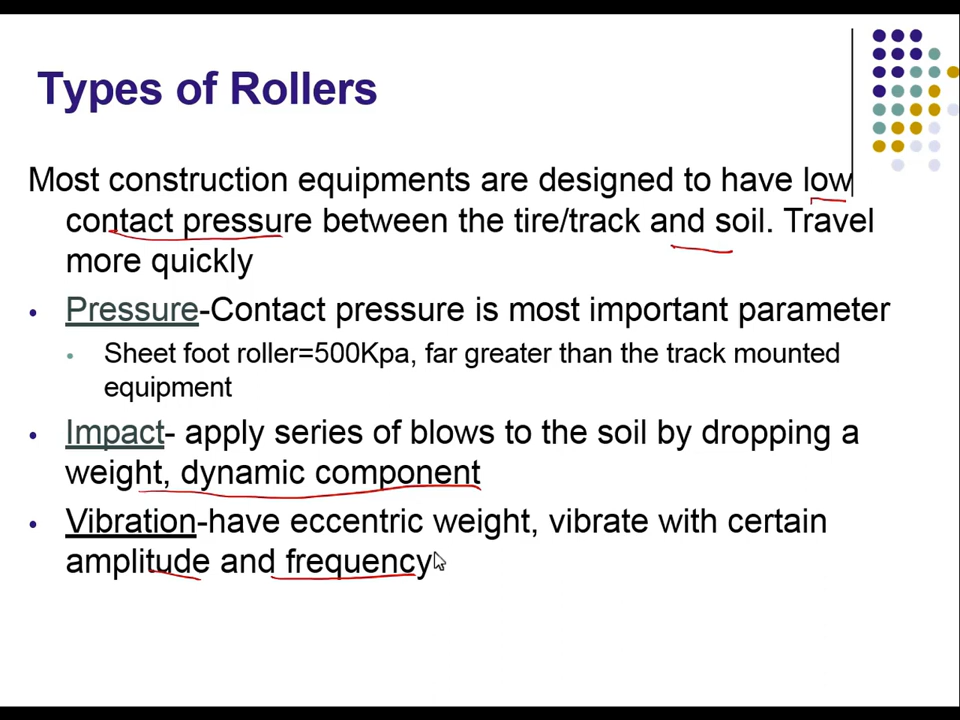 Types of Rollers
Most construction equipments are designed to have low
contact pressure between the tire/track and soil. Travel
more quickly
• Pressure-Contact pressure is most important parameter
• Sheet foot roller=500Kpa, far greater than the track mounted
equipment
• Impact- apply series of blows to the soil by dropping a
weight, dynamic component
• Vibration-have eccentric weight, vibrate with certain
amplitude and frequency